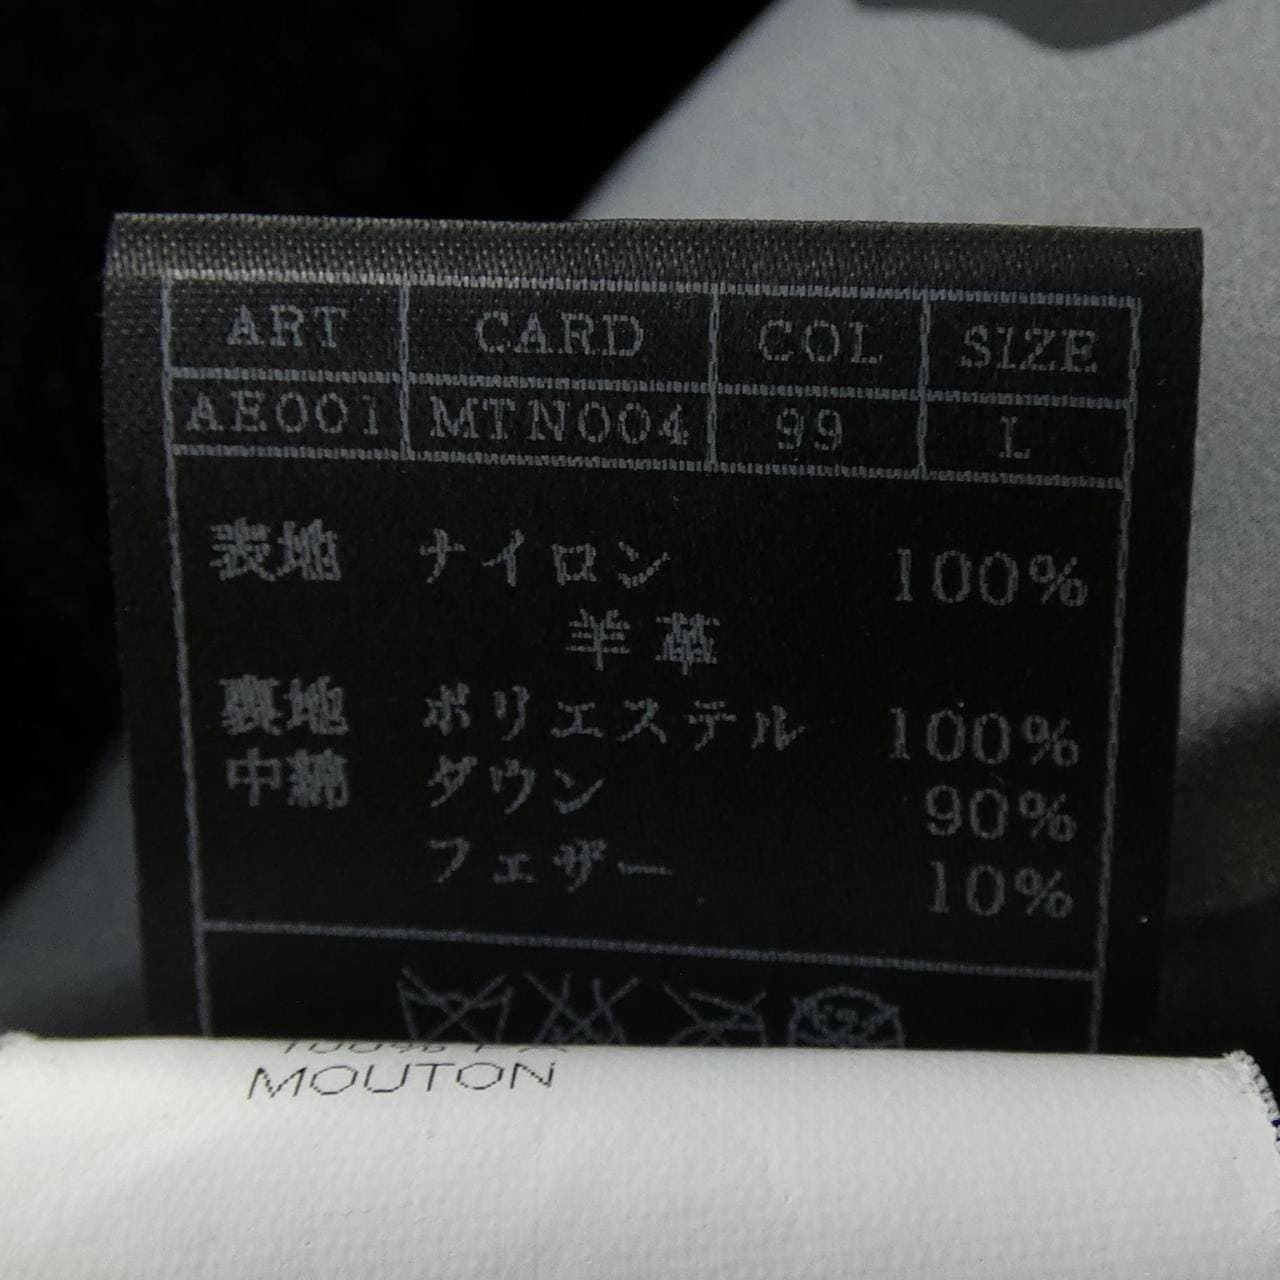 ART CARD COL SIZE
AE001 MTN004 99 L
表地 ナイロン 100%
羊革
裏地 ポリエステル 100%
中綿 ダウン 90%
フェザー 10%
MOUTON